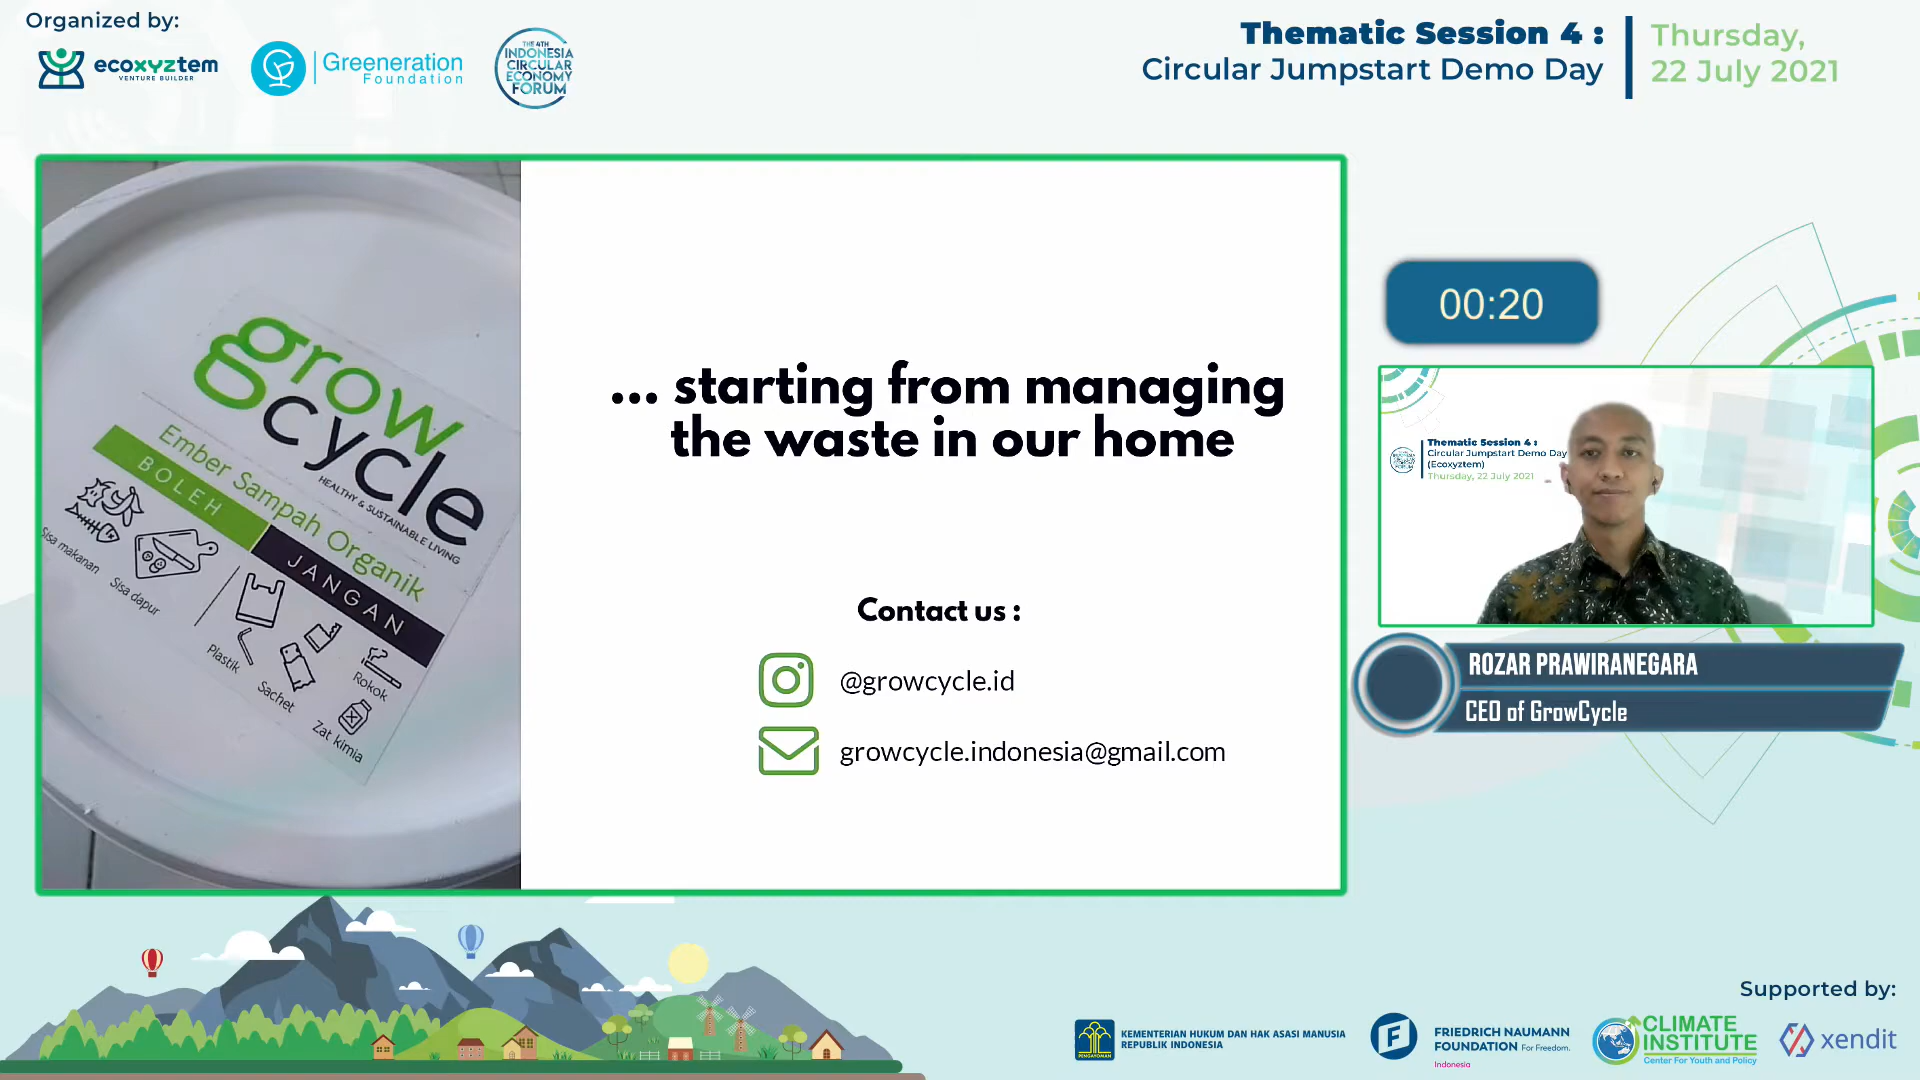 Organized by:
ecoxyztem
VENTURE BUILDER
Greeneration
Foundation
THE 4TH
INDONESIA
CIRCULAR
ECONOMY
FORUM
Thematic Session 4 :
Circular Jumpstart Demo Day
Thursday,
22 July 2021
grow
cycle
HEALTHY & SUSTAINABLE LIVING
Ember Sampah Organik
BOLEH
JANGAN
Sisa makanan
Sisa dapur
Plastik
Sachet
Rokok
Zat kimia
... starting from managing
the waste in our home
Contact us :
@growcycle.id
growcycle.indonesia@gmail.com
00:20
Thematic Session 4 :
Circular Jumpstart Demo Day
(Ecoxyztem)
Thursday, 22 July 2021
ROZAR PRAWIRANEGARA
CEO of GrowCycle
Supported by:
PENGAYOMAN
KEMENTERIAN HUKUM DAN HAK ASASI MANUSIA
REPUBLIK INDONESIA
FRIEDRICH NAUMANN
FOUNDATION For Freedom.
Indonesia
CLIMATE
INSTITUTE
Center For Youth and Policy
xendit